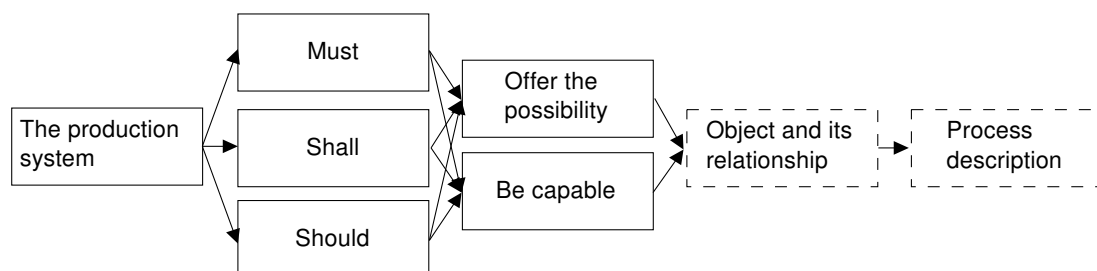 The production
system
Must
Shall
Should
Offer the
possibility
Be capable
Object and its
relationship
Process
description